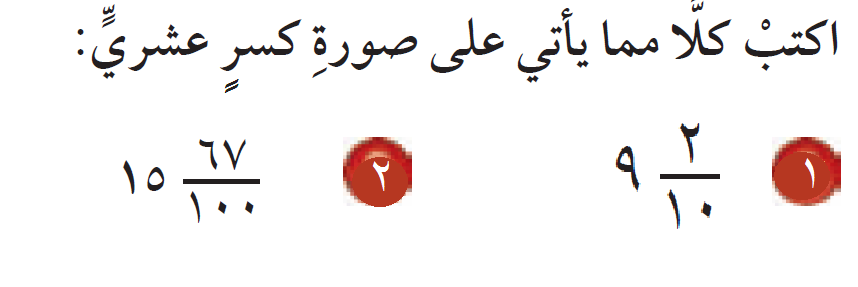 اكتبْ كلًّا مما يأتي على صورةِ كسرٍ عشريٍّ:
١ ٩ ٢/١٠
٢ ١٥ ٦٧/١٠٠